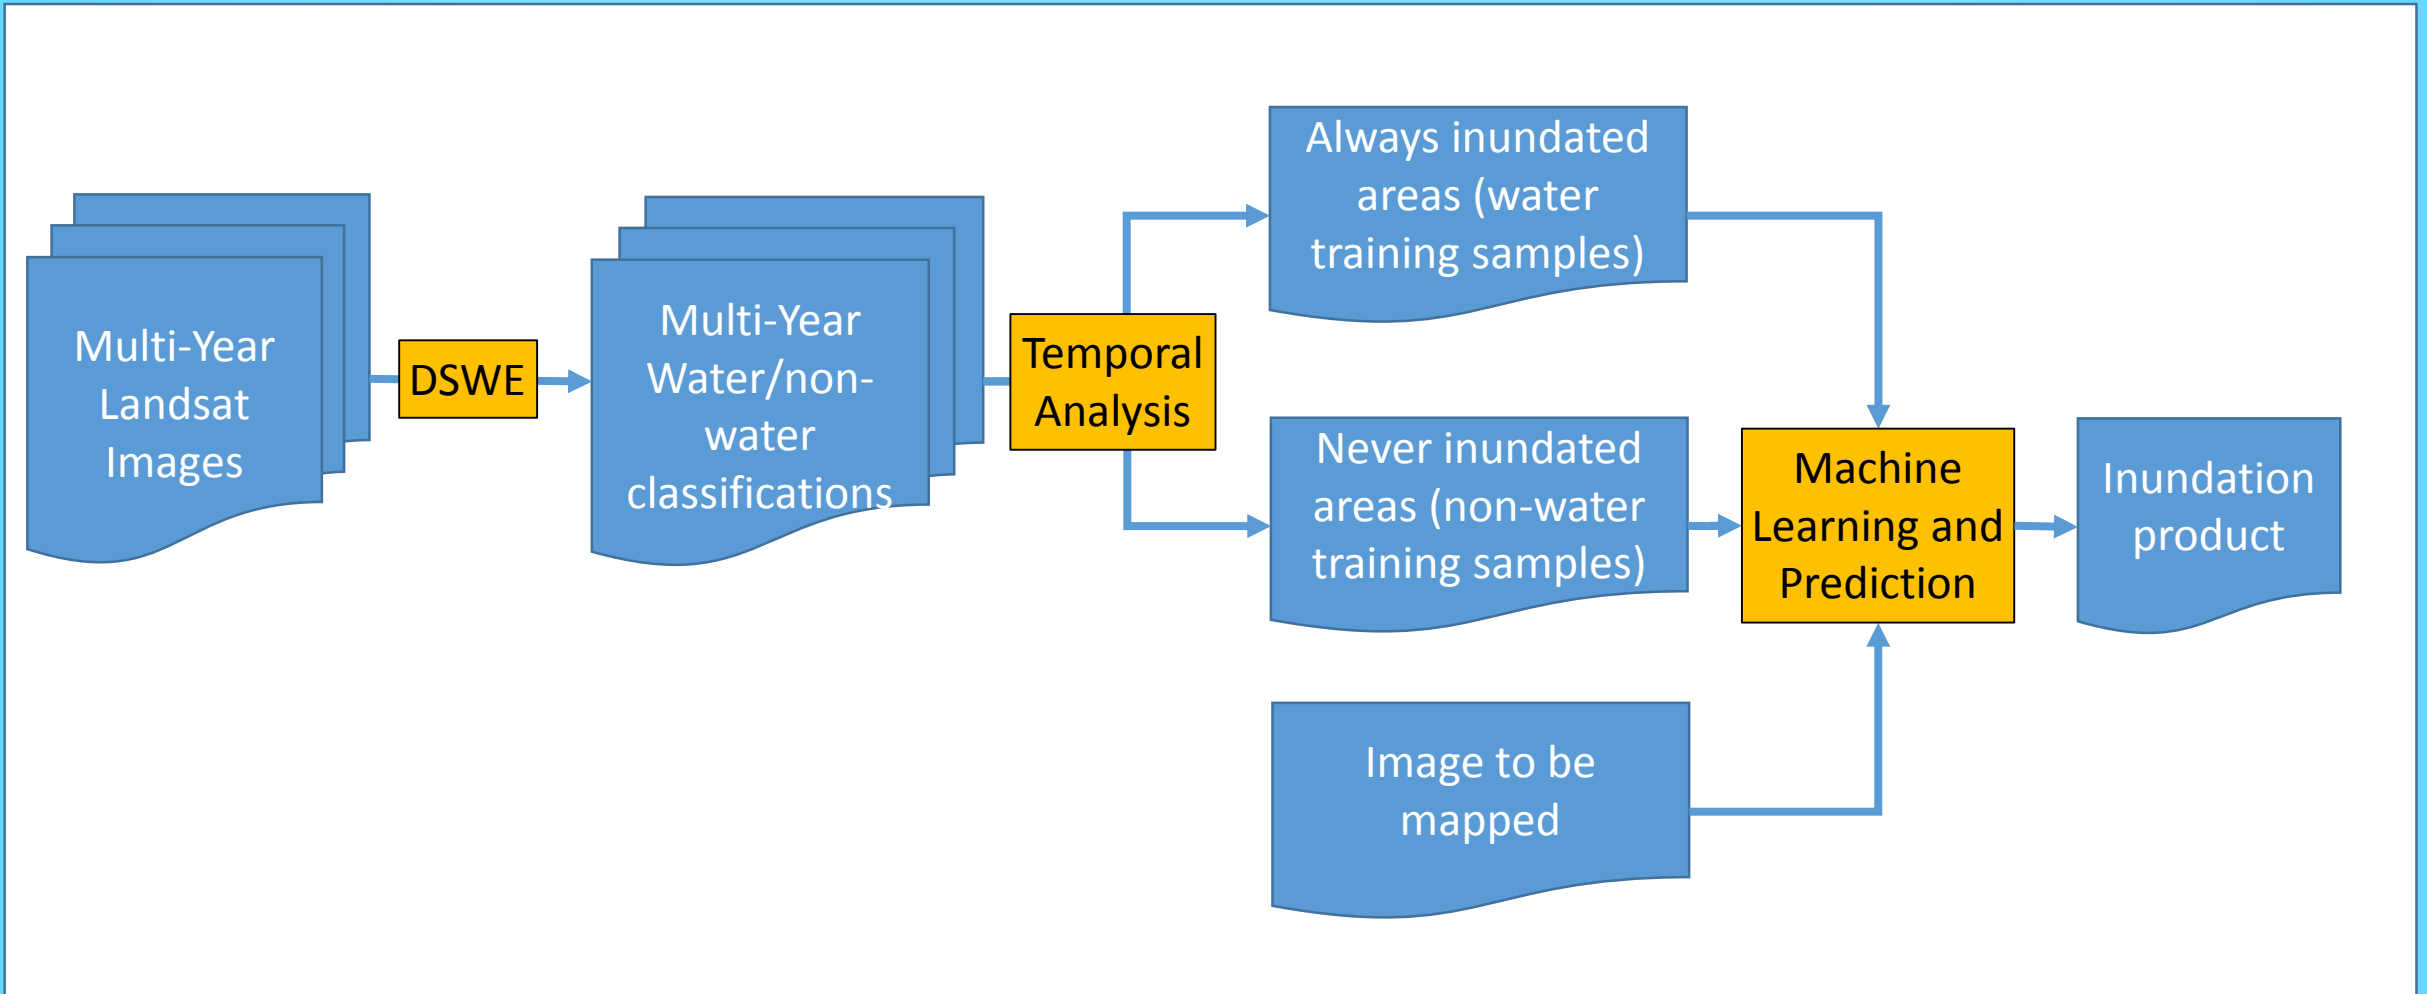 Multi-Year
Landsat
Images
DSWE
Multi-Year
Water/non-
water
classifications
Temporal
Analysis
Always inundated
areas (water
training samples)
Never inundated
areas (non-water
training samples)
Image to be
mapped
Machine
Learning and
Prediction
Inundation
product